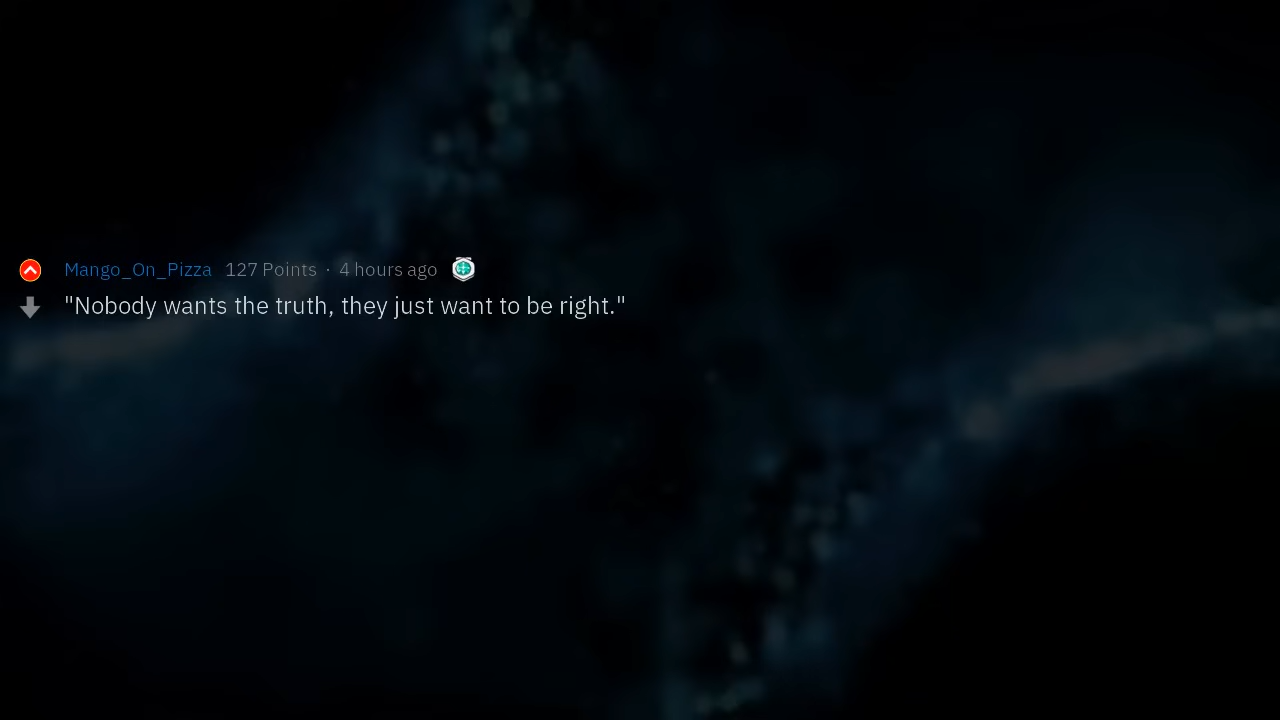 Mango_On_Pizza 127 Points · 4 hours ago
"Nobody wants the truth, they just want to be right."